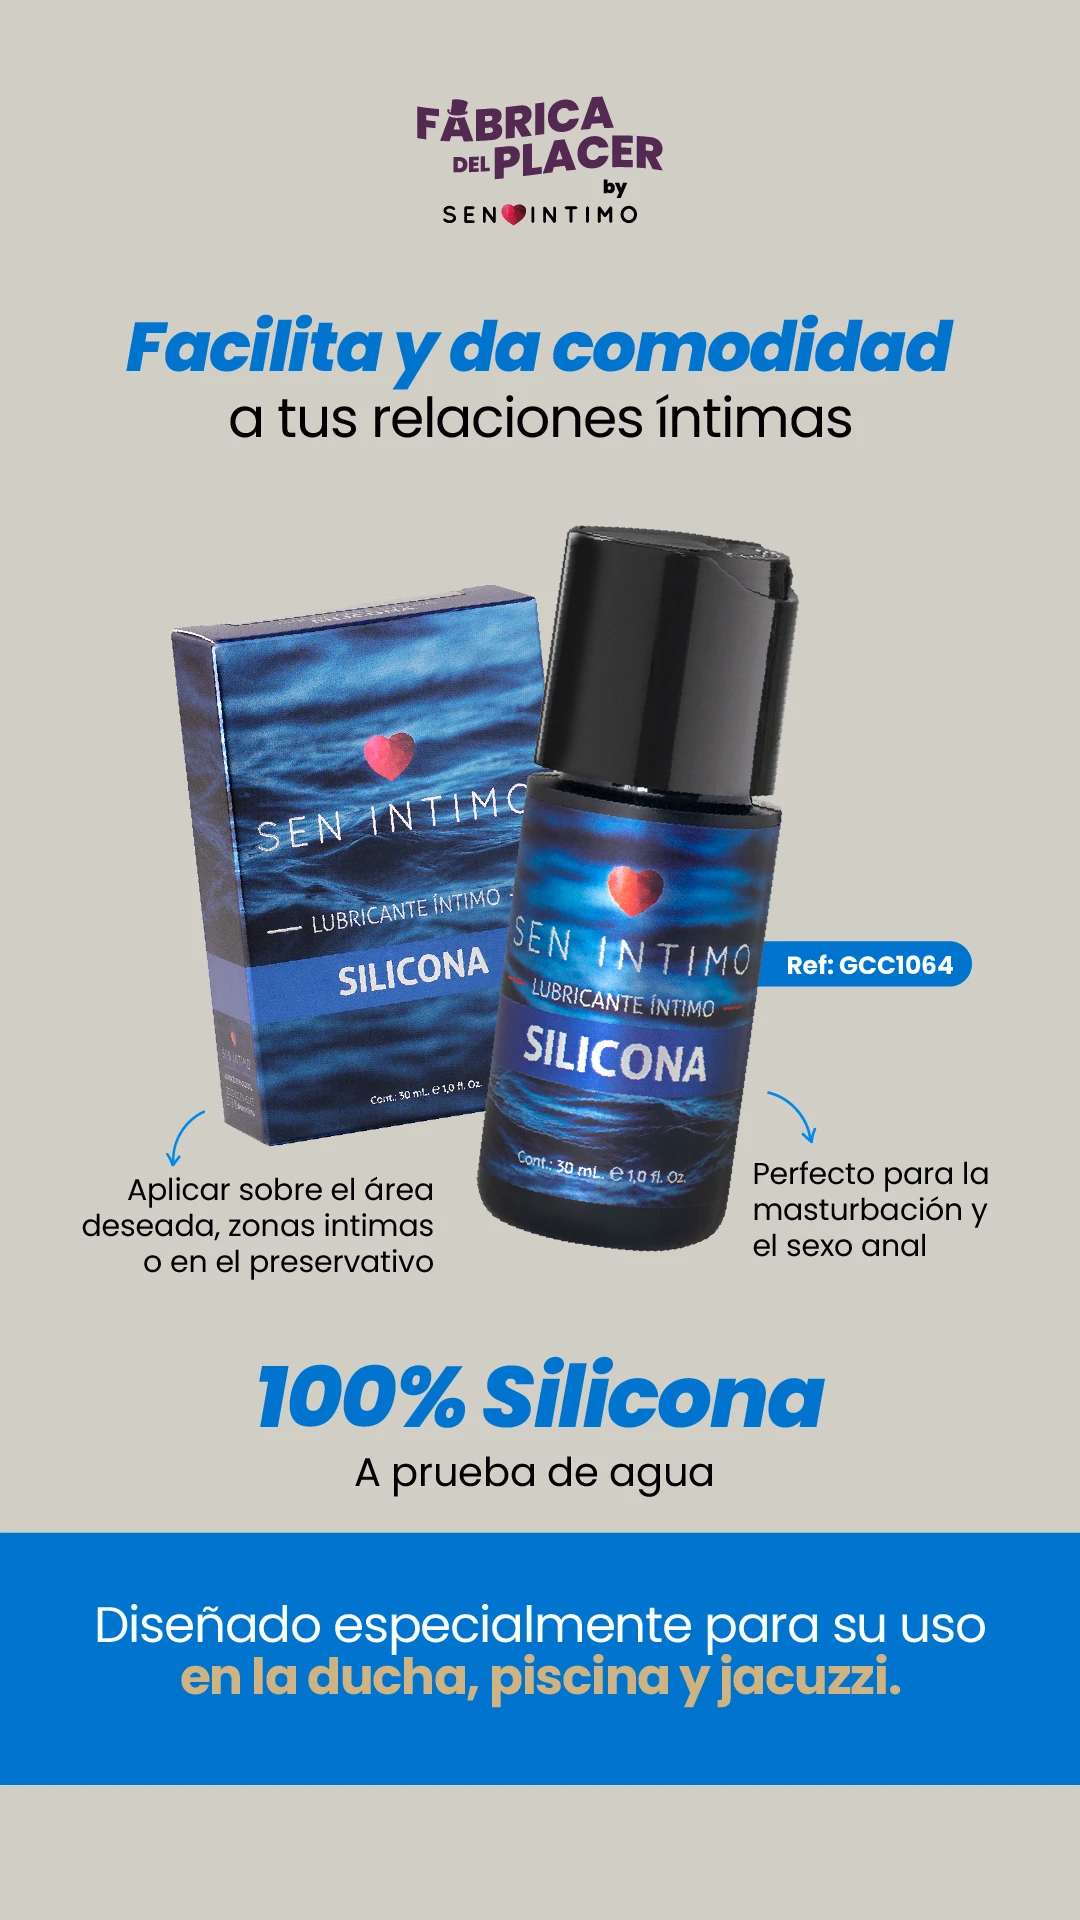 FÁBRICA
DEL PLACER
by
SEN INTIMO
Facilita y da comodidad
a tus relaciones íntimas
SEN INTIMO
LUBRICANTE ÍNTIMO
SILICONA
Cont.: 30 mL. e 1,0 fl. Oz.
SEN INTIMO
LUBRICANTE ÍNTIMO
SILICONA
Cont.: 30 mL. e 1,0 fl. Oz.
Ref: GCC1064
Aplicar sobre el área
deseada, zonas intimas
o en el preservativo
Perfecto para la
masturbación y
el sexo anal
100% Silicona
A prueba de agua
Diseñado especialmente para su uso
en la ducha, piscina y jacuzzi.